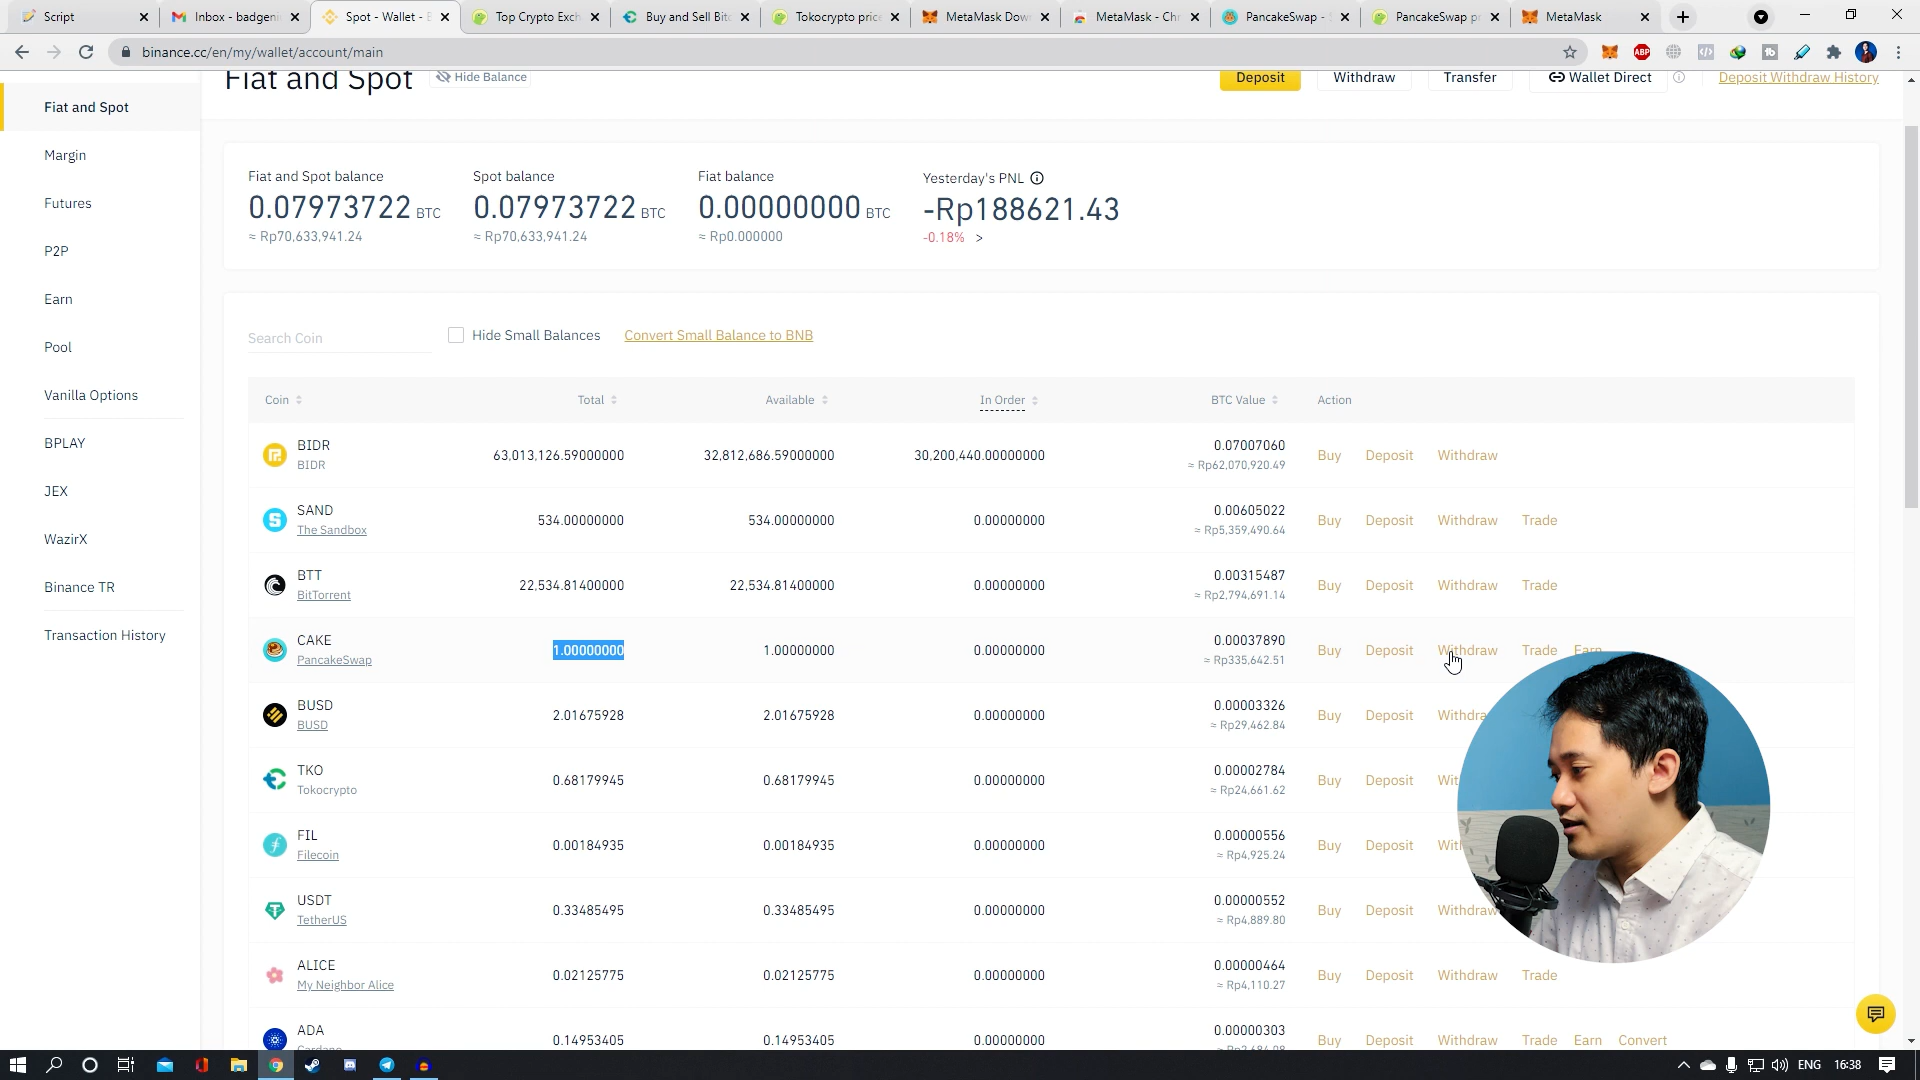 Script
Inbox - badgeni
Spot - Wallet - B
Top Crypto Exch
Buy and Sell Bitc
Tokocrypto price
MetaMask Dow
MetaMask - Chr
PancakeSwap -
PancakeSwap pr
MetaMask
binance.cc/en/my/wallet/account/main
Fiat and Spot
Hide Balance
Deposit
Withdraw
Transfer
Wallet Direct
Deposit Withdraw History
Fiat and Spot
Margin
Futures
P2P
Earn
Pool
Vanilla Options
BPLAY
JEX
WazirX
Binance TR
Transaction History
Fiat and Spot balance
0.07973722 BTC
≈ Rp70,633,941.24
Spot balance
0.07973722 BTC
≈ Rp70,633,941.24
Fiat balance
0.00000000 BTC
≈ Rp0.000000
Yesterday's PNL
-Rp188621.43
-0.18% >
Search Coin
Hide Small Balances
Convert Small Balance to BNB
Coin Total Available In Order BTC Value Action
BIDR 63,013,126.59000000 32,812,686.59000000 30,200,440.00000000 0.07007060 Buy Deposit Withdraw
BIDR ≈ Rp62,070,920.49
SAND 534.00000000 534.00000000 0.00000000 0.00605022 Buy Deposit Withdraw Trade
The Sandbox ≈ Rp5,359,490.64
BTT 22,534.81400000 22,534.81400000 0.00000000 0.00315487 Buy Deposit Withdraw Trade
BitTorrent ≈ Rp2,794,691.14
CAKE 1.00000000 1.00000000 0.00000000 0.00037890 Buy Deposit Withdraw Trade Earn
PancakeSwap ≈ Rp335,642.51
BUSD 2.01675928 2.01675928 0.00000000 0.00003326 Buy Deposit Withdra
BUSD ≈ Rp29,462.84
TKO 0.68179945 0.68179945 0.00000000 0.00002784 Buy Deposit Wit
Tokocrypto ≈ Rp24,661.62
FIL 0.00184935 0.00184935 0.00000000 0.00000556 Buy Deposit Wit
Filecoin ≈ Rp4,925.24
USDT 0.33485495 0.33485495 0.00000000 0.00000552 Buy Deposit Withdraw
TetherUS ≈ Rp4,889.80
ALICE 0.02125775 0.02125775 0.00000000 0.00000464 Buy Deposit Withdraw Trade
My Neighbor Alice ≈ Rp4,110.27
ADA 0.14953405 0.14953405 0.00000000 0.00000303 Buy Deposit Withdraw Trade Earn Convert
ENG 16:38